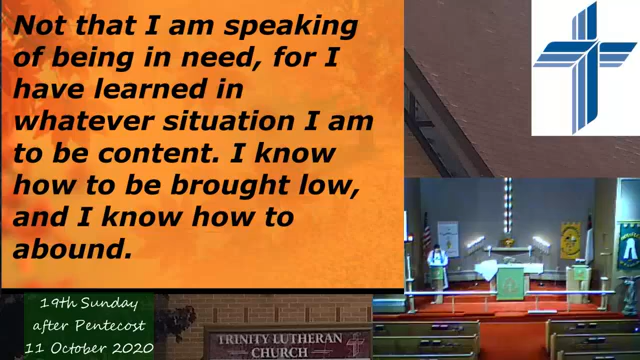 Not that I am speaking
of being in need, for I
have learned in
whatever situation I am
to be content. I know
how to be brought low,
and I know how to
abound.
19th Sunday
after Pentecost
11 October 2020
TRINITY LUTHERAN
CHURCH